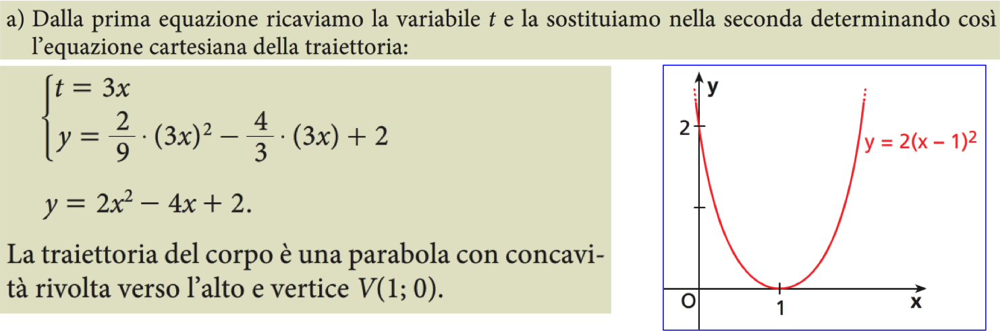 a) Dalla prima equazione ricaviamo la variabile t e la sostituiamo nella seconda determinando così
l’equazione cartesiana della traiettoria:
t = 3x
y = 2/9 · (3x)² − 4/3 · (3x) + 2
y = 2x² − 4x + 2.
La traiettoria del corpo è una parabola con concavi-
tà rivolta verso l’alto e vertice V(1; 0).
y
2
y = 2(x – 1)²
O
1
x